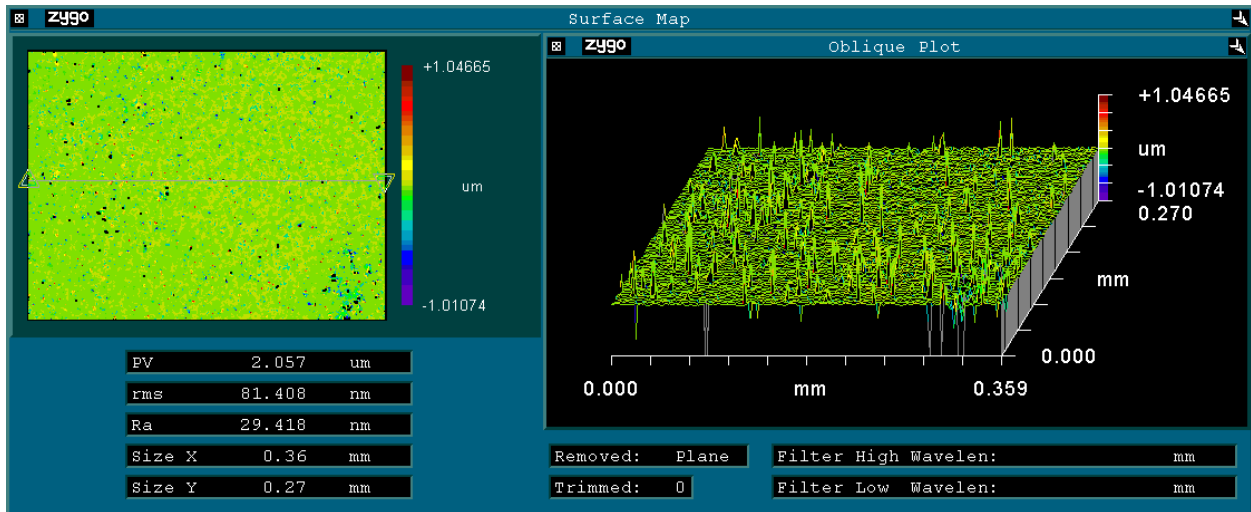 zygo Surface Map
+1.04665
um
-1.01074
zygo Oblique Plot
+1.04665
um
-1.01074
0.270
mm
0.000
0.000 mm 0.359
PV 2.057 um
rms 81.408 nm
Ra 29.418 nm
Size X 0.36 mm
Size Y 0.27 mm
Removed: Plane
Trimmed: 0
Filter High Wavelen: mm
Filter Low Wavelen: mm